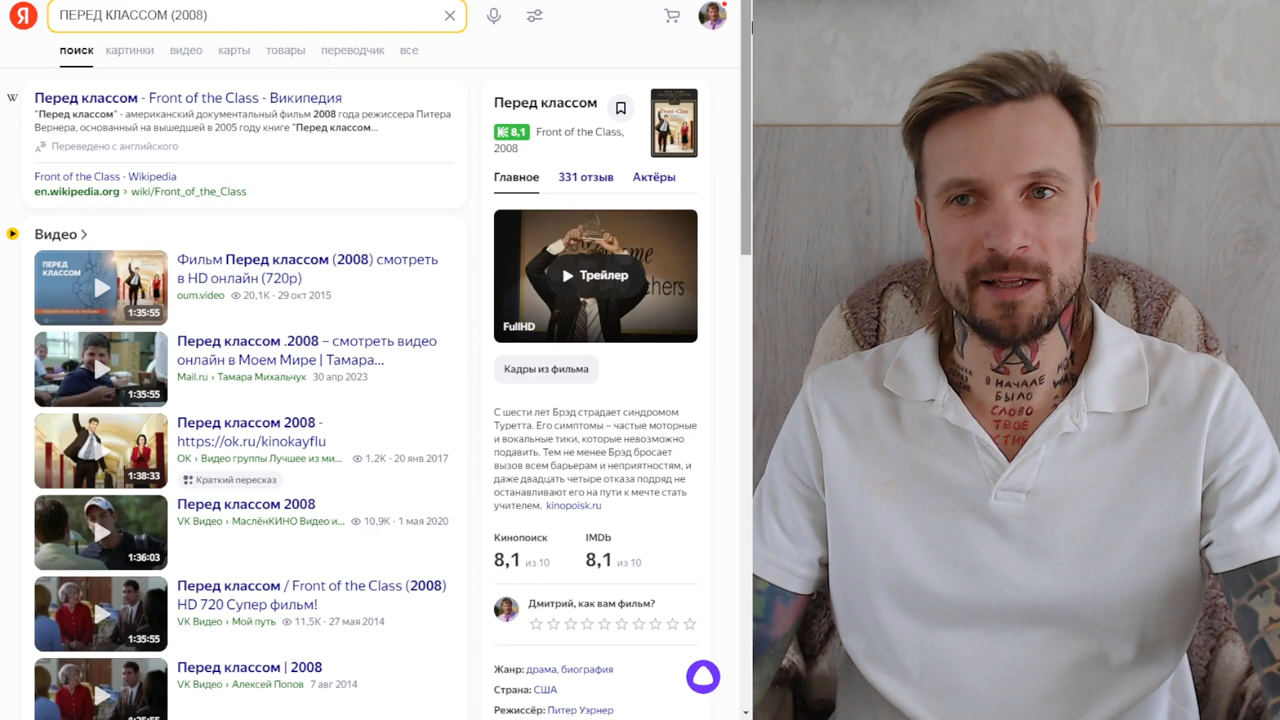 Я
ПЕРЕД КЛАССОМ (2008)
поиск картинки видео карты товары переводчик все
W
Перед классом - Front of the Class - Википедия
"Перед классом" - американский документальный фильм 2008 года режиссера Питера
Вернера, основанный на вышедшей в 2005 году книге "Перед классом...
Переведено с английского
Front of the Class - Wikipedia
en.wikipedia.org › wiki/Front_of_the_Class
Видео
ПЕРЕД
КЛАССОМ
1:35:55
Фильм Перед классом (2008) смотреть
в HD онлайн (720p)
oum.video 20,1K · 29 окт 2015
1:35:55
Перед классом .2008 – смотреть видео
онлайн в Моем Мире | Тамара...
Mail.ru › Тамара Михальчук 30 апр 2023
1:38:33
Перед классом 2008 -
https://ok.ru/kinokayflu
OK › Видео группы Лучшее из ми... 1,2K · 20 янв 2017
Краткий пересказ
1:36:03
Перед классом 2008
VK Видео › МаслёнКИНО Видео и... 10,9K · 1 мая 2020
1:35:55
Перед классом / Front of the Class (2008)
HD 720 Супер фильм!
VK Видео › Мой путь 11,5K · 27 мая 2014
1:35:55
Перед классом | 2008
VK Видео › Алексей Попов 7 авг 2014
Перед классом
8,1 Front of the Class,
2008
Front of the Class
Главное 331 отзыв Актёры
Трейлер
FullHD
Кадры из фильма
С шести лет Брэд страдает синдромом
Туретта. Его симптомы – частые моторные
и вокальные тики, которые невозможно
подавить. Тем не менее Брэд бросает
вызов всем барьерам и неприятностям, и
даже двадцать четыре отказа подряд не
останавливают его на пути к мечте стать
учителем. kinopoisk.ru
Кинопоиск IMDb
8,1 из 10 8,1 из 10
Дмитрий, как вам фильм?
Жанр: драма, биография
Страна: США
Режиссёр: Питер Уэрнер
В НАЧАЛЕ
БЫЛО
СЛОВО
ТВОЕ